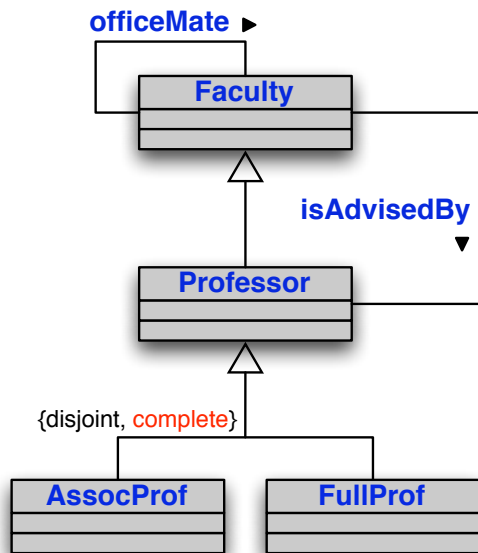 officeMate ▶
Faculty
isAdvisedBy
▼
Professor
{disjoint, complete}
AssocProf
FullProf